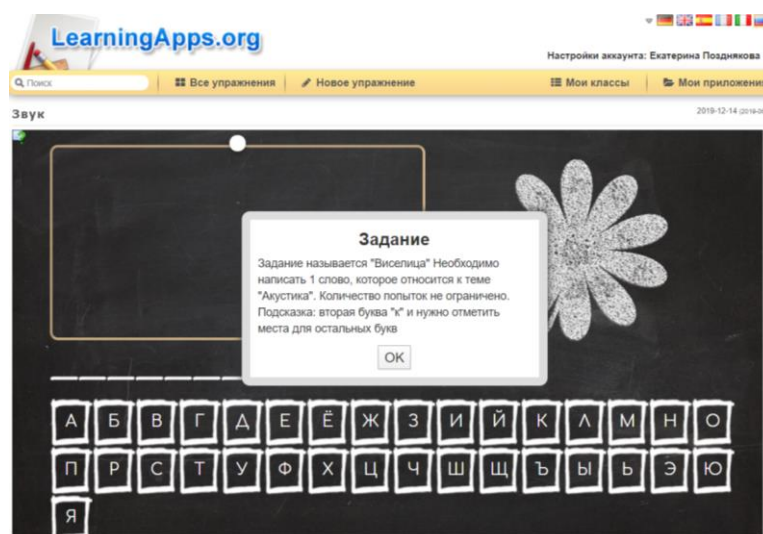 LearningApps.org
Настройки аккаунта: Екатерина Позднякова
Поиск
Все упражнения
Новое упражнение
Мои классы
Мои приложени
Звук
2019-12-14
Задание
Задание называется "Виселица" Необходимо
написать 1 слово, которое относится к теме
"Акустика". Количество попыток не ограничено.
Подсказка: вторая буква "к" и нужно отметить
места для остальных букв
OK
А Б В Г Д Е Ё Ж З И Й К Л М Н О
П Р С Т У Ф Х Ц Ч Ш Щ Ъ Ы Ь Э Ю
Я